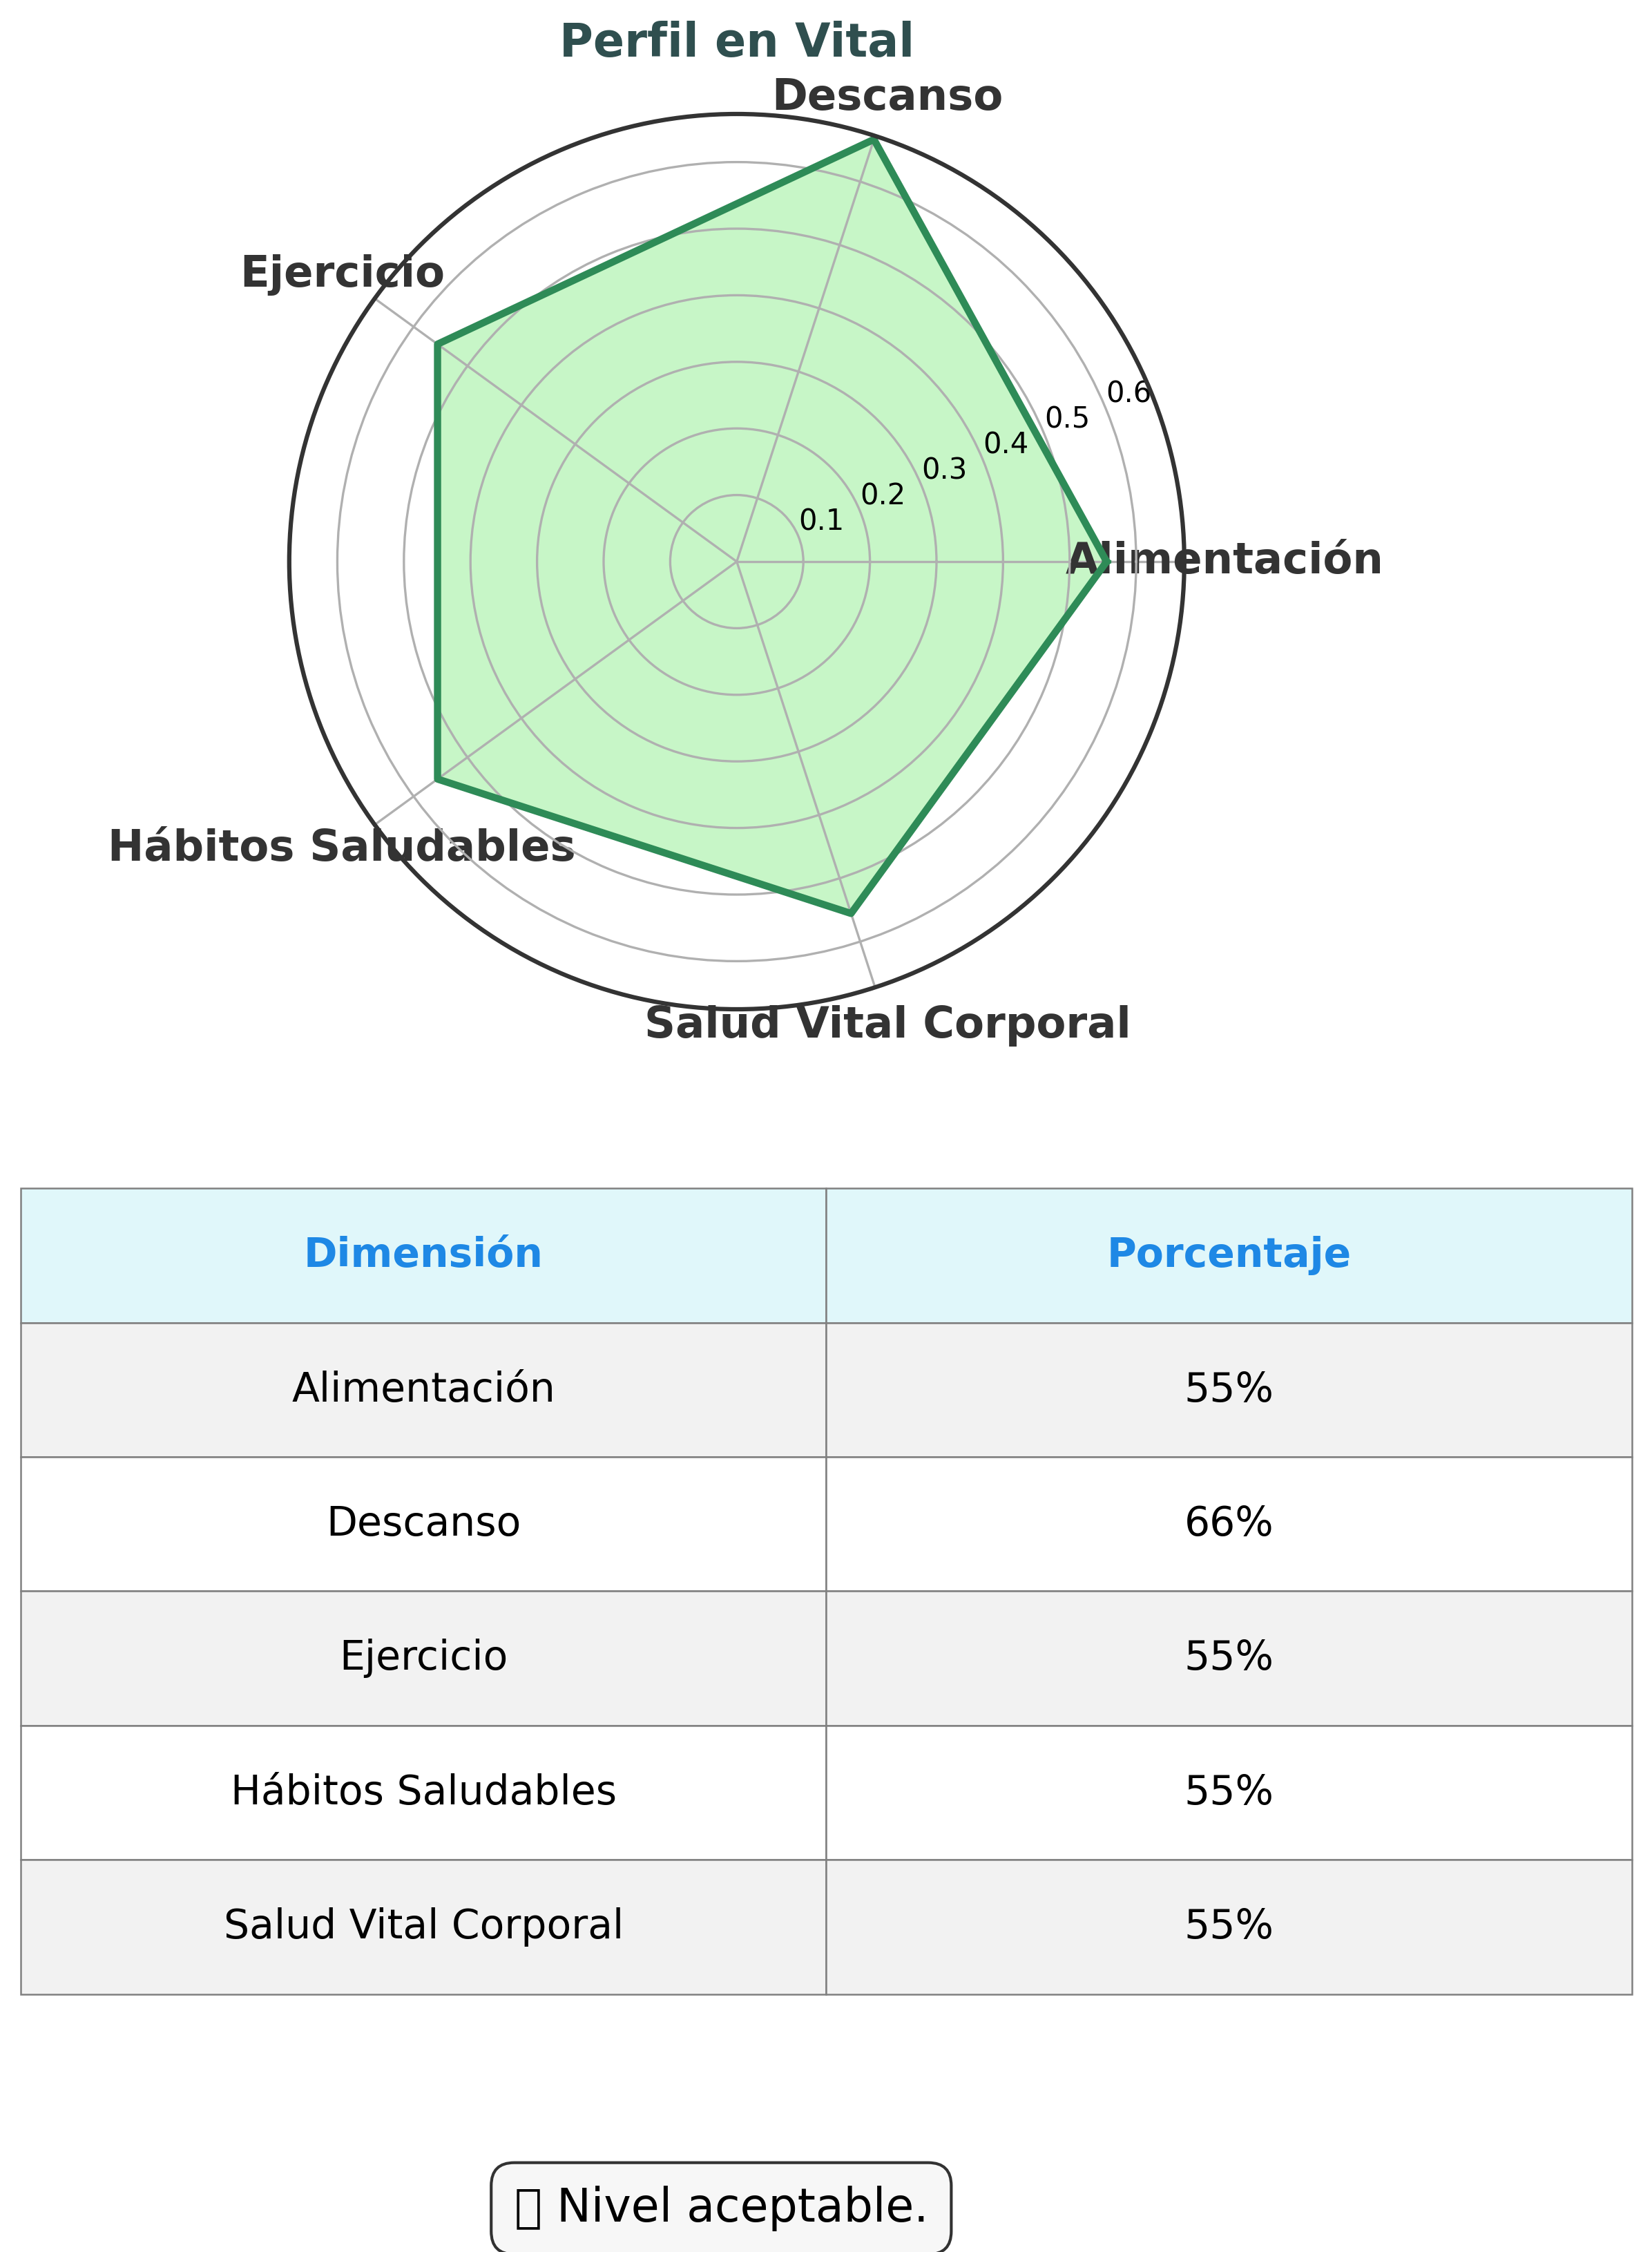 Perfil en Vital
Descanso
Ejercicio
0.6
0.5
0.4
0.3
0.2
0.1
Alimentación
Hábitos Saludables
Salud Vital Corporal
Dimensión Porcentaje
Alimentación 55%
Descanso 66%
Ejercicio 55%
Hábitos Saludables 55%
Salud Vital Corporal 55%
Nivel aceptable.